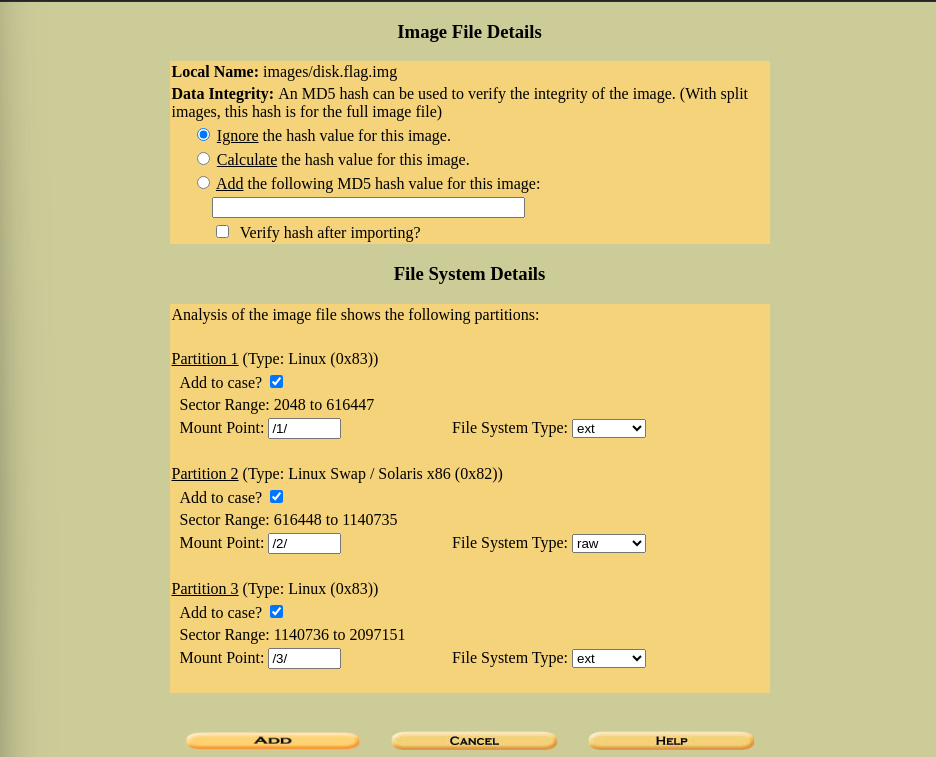 Image File Details
Local Name: images/disk.flag.img
Data Integrity: An MD5 hash can be used to verify the integrity of the image. (With split
images, this hash is for the full image file)
Ignore the hash value for this image.
Calculate the hash value for this image.
Add the following MD5 hash value for this image:
Verify hash after importing?
File System Details
Analysis of the image file shows the following partitions:
Partition 1 (Type: Linux (0x83))
Add to case?
Sector Range: 2048 to 616447
Mount Point: /1/ File System Type: ext
Partition 2 (Type: Linux Swap / Solaris x86 (0x82))
Add to case?
Sector Range: 616448 to 1140735
Mount Point: /2/ File System Type: raw
Partition 3 (Type: Linux (0x83))
Add to case?
Sector Range: 1140736 to 2097151
Mount Point: /3/ File System Type: ext
ADD CANCEL HELP